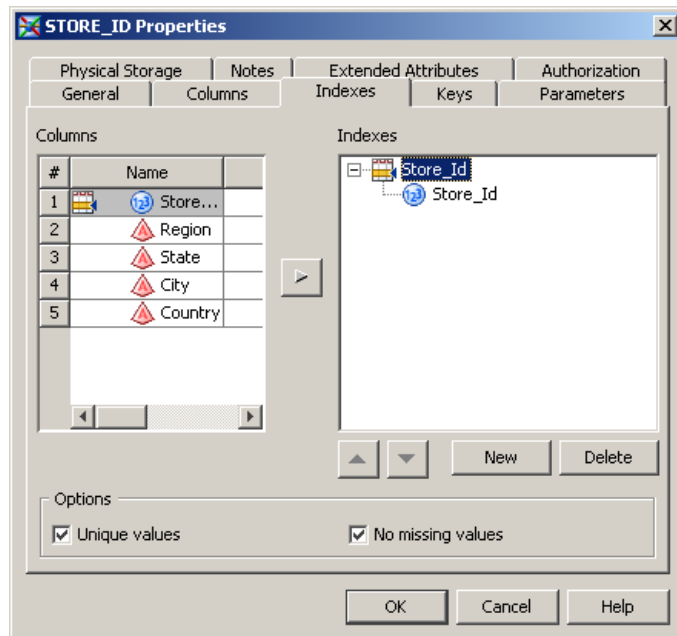 STORE_ID Properties
Physical Storage Notes Extended Attributes Authorization
General Columns Indexes Keys Parameters
Columns Indexes
# Name
1 123 Store...
2 Region
3 State
4 City
5 Country
Store_Id
123 Store_Id
New Delete
Options
Unique values No missing values
OK Cancel Help